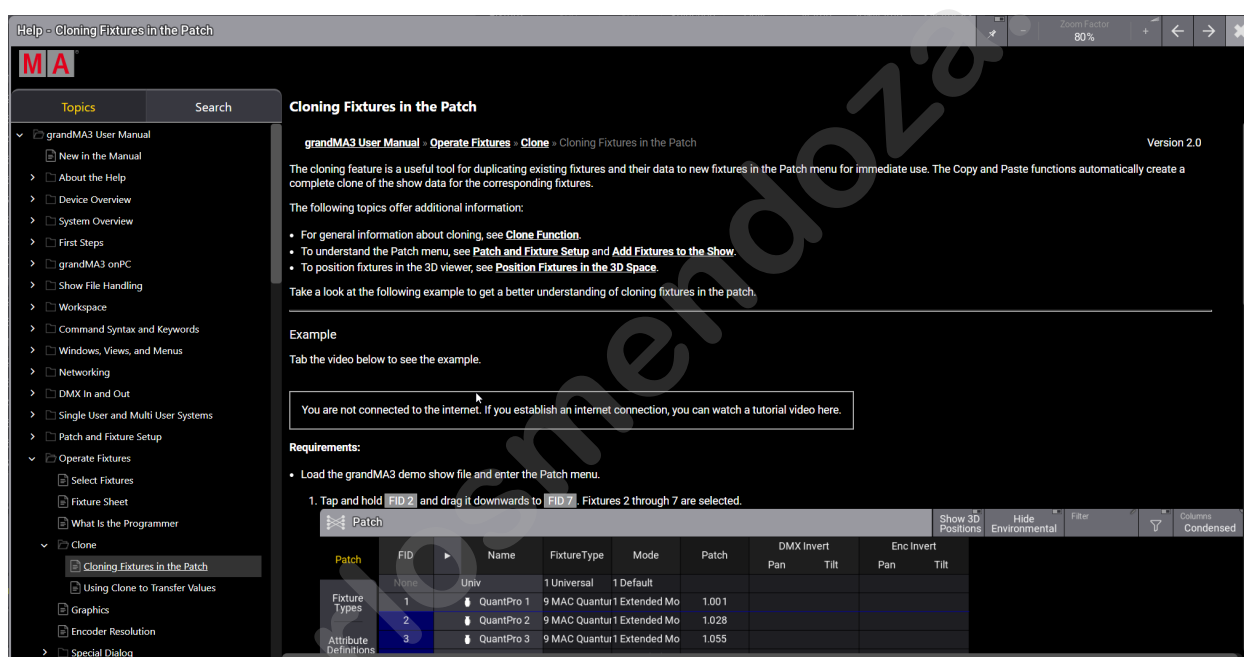 Help - Cloning Fixtures in the Patch
Zoom Factor
80%
MA
Topics
Search
grandMA3 User Manual
New in the Manual
About the Help
Device Overview
System Overview
First Steps
grandMA3 onPC
Show File Handling
Workspace
Command Syntax and Keywords
Windows, Views, and Menus
Networking
DMX In and Out
Single User and Multi User Systems
Patch and Fixture Setup
Operate Fixtures
Select Fixtures
Fixture Sheet
What Is the Programmer
Clone
Cloning Fixtures in the Patch
Using Clone to Transfer Values
Graphics
Encoder Resolution
Special Dialog
Cloning Fixtures in the Patch
grandMA3 User Manual » Operate Fixtures » Clone » Cloning Fixtures in the Patch
Version 2.0
The cloning feature is a useful tool for duplicating existing fixtures and their data to new fixtures in the Patch menu for immediate use. The Copy and Paste functions automatically create a
complete clone of the show data for the corresponding fixtures.
The following topics offer additional information:
• For general information about cloning, see Clone Function.
• To understand the Patch menu, see Patch and Fixture Setup and Add Fixtures to the Show.
• To position fixtures in the 3D viewer, see Position Fixtures in the 3D Space.
Take a look at the following example to get a better understanding of cloning fixtures in the patch.
Example
Tab the video below to see the example.
You are not connected to the internet. If you establish an internet connection, you can watch a tutorial video here.
Requirements:
• Load the grandMA3 demo show file and enter the Patch menu.
1. Tap and hold FID 2 and drag it downwards to FID 7 . Fixtures 2 through 7 are selected.
Patch
Show 3D Positions
Hide Environmental
Filter
Columns
Condensed
Patch
Fixture Types
Attribute Definitions
FID Name FixtureType Mode Patch DMX Invert Pan Tilt Enc Invert Pan Tilt
None Univ 1 Universal 1 Default
1 QuantPro 1 9 MAC Quantur 1 Extended Mo 1.001
2 QuantPro 2 9 MAC Quantur 1 Extended Mo 1.028
3 QuantPro 3 9 MAC Quantur 1 Extended Mo 1.055
rlosmendoza.